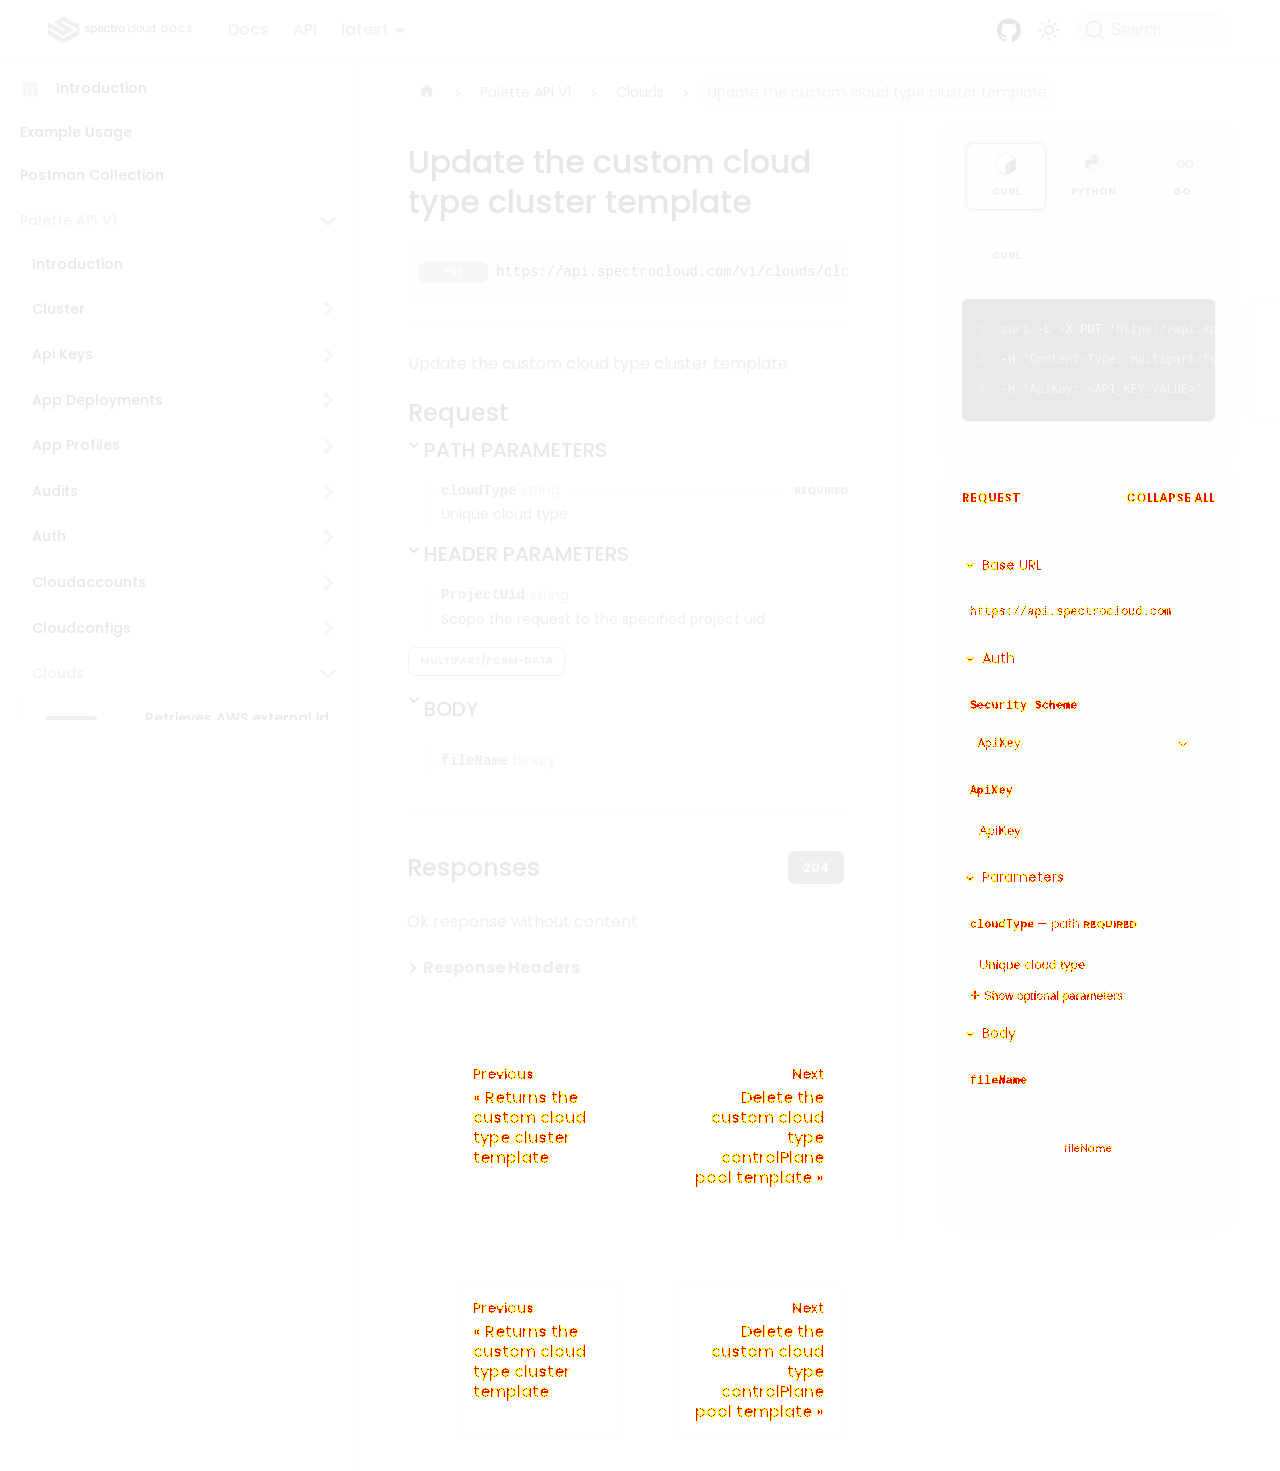 spectro cloud DOCS
Docs
API
latest
Search
Introduction
Example Usage
Postman Collection
Palette API V1
Introduction
Cluster
Api Keys
App Deployments
App Profiles
Audits
Auth
Cloudaccounts
Cloudconfigs
Clouds
Retrieves AWS external id
Palette API V1
Clouds
Update the custom cloud type cluster template
Update the custom cloud
type cluster template
PUT
https://api.spectrocloud.com/v1/clouds/clo
Update the custom cloud type cluster template
Request
PATH PARAMETERS
cloudType string
REQUIRED
Unique cloud type
HEADER PARAMETERS
ProjectUid string
Scope the request to the specified project uid
MULTIPART/FORM-DATA
BODY
fileName binary
Responses
204
Ok response without content
Response Headers
Previous
« Returns the
custom cloud
type cluster
template
Next
Delete the
custom cloud
type
controlPlane
pool template »
Previous
« Returns the
custom cloud
type cluster
template
Next
Delete the
custom cloud
type
controlPlane
pool template »
CURL
PYTHON
GO
GO
CURL
1 curl -L -X PUT 'https://api.sp
2 -H 'Content-Type: multipart/fo
3 -H 'ApiKey: <API_KEY_VALUE>'
REQUEST
COLLAPSE ALL
Base URL
https://api.spectrocloud.com
Auth
Security Scheme
ApiKey
ApiKey
ApiKey
Parameters
cloudType — path REQUIRED
Unique cloud type
+ Show optional parameters
Body
fileName
fileName